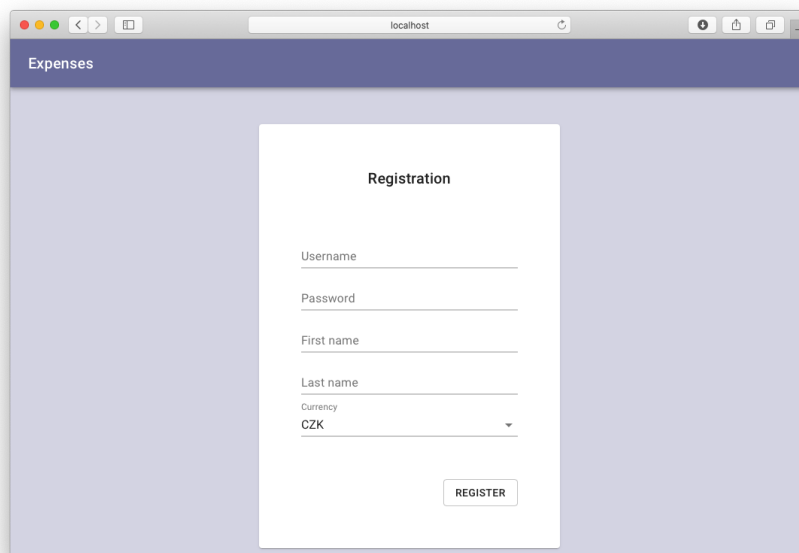 localhost
Expenses
Registration
Username
Password
First name
Last name
Currency
CZK
REGISTER